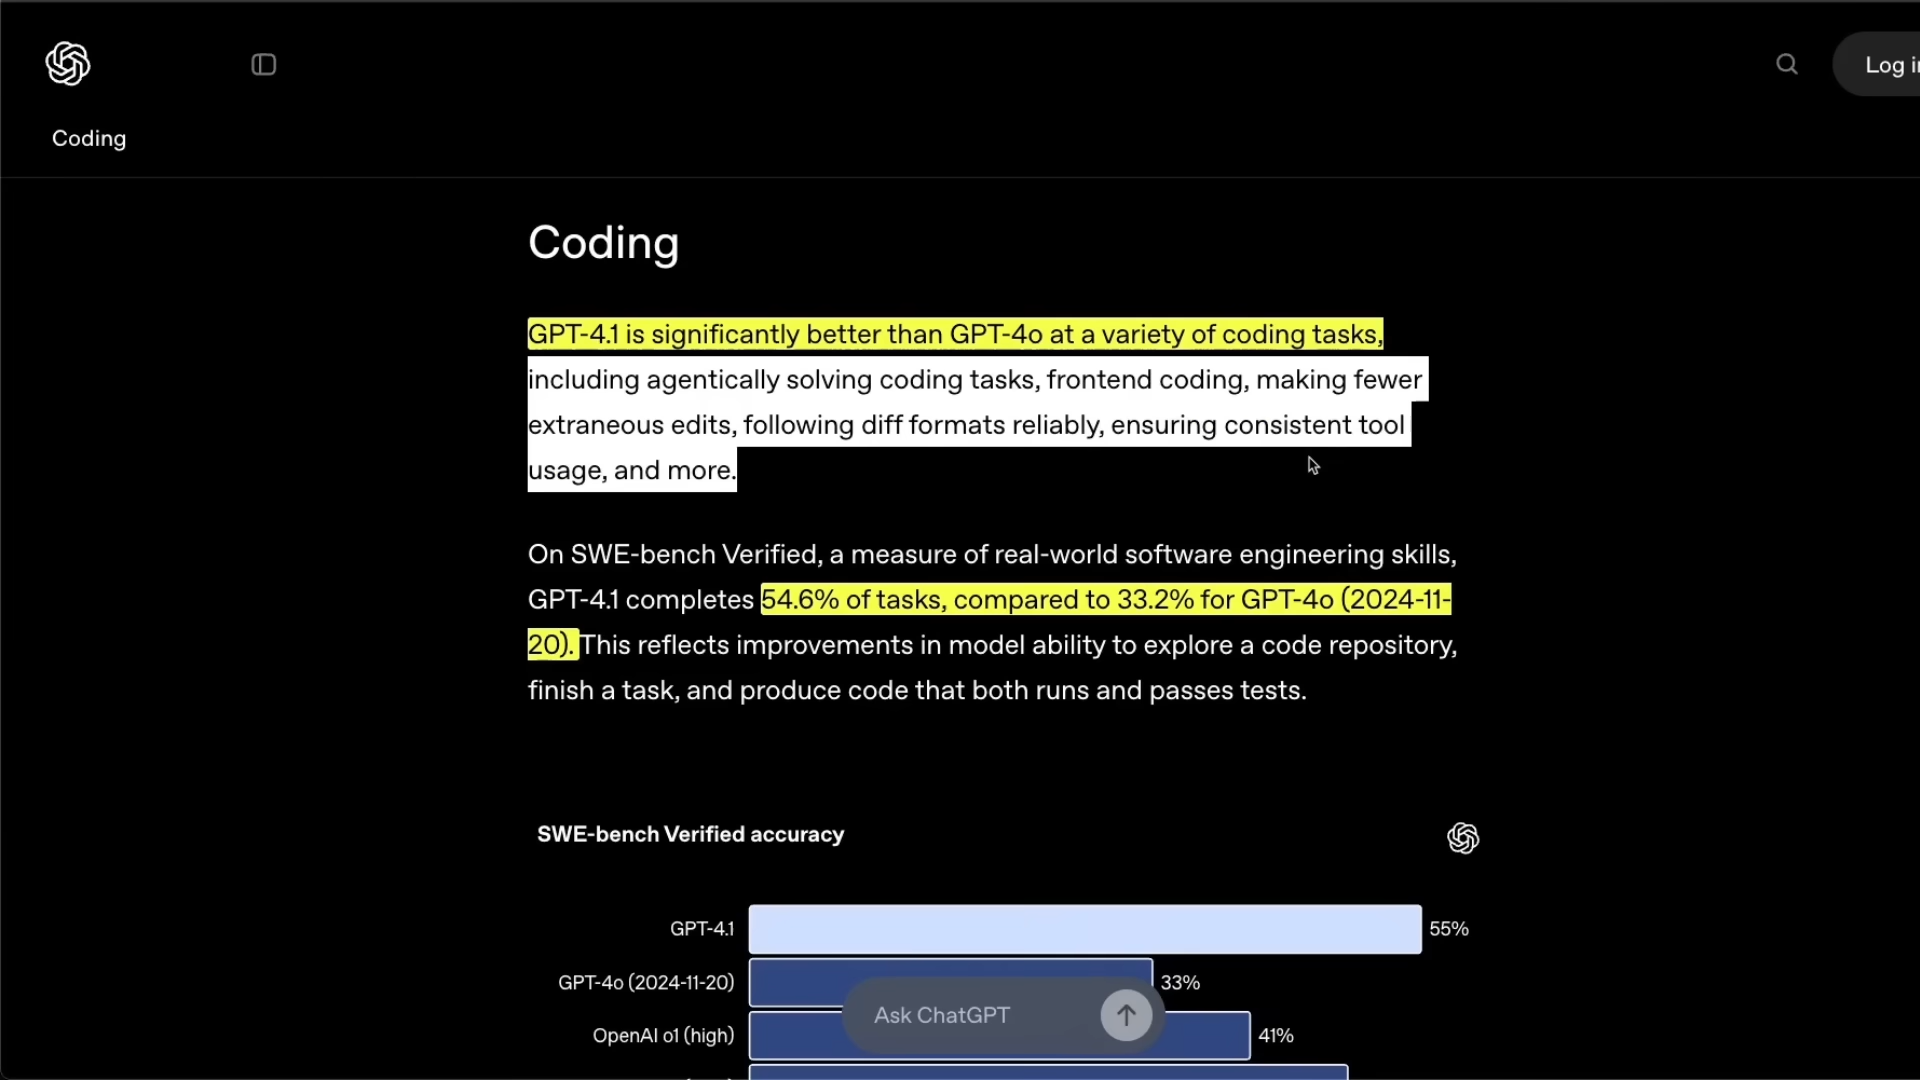 Log i
Coding
Coding
GPT-4.1 is significantly better than GPT-4o at a variety of coding tasks,
including agentically solving coding tasks, frontend coding, making fewer
extraneous edits, following diff formats reliably, ensuring consistent tool
usage, and more.
On SWE-bench Verified, a measure of real-world software engineering skills,
GPT-4.1 completes 54.6% of tasks, compared to 33.2% for GPT-4o (2024-11-
20). This reflects improvements in model ability to explore a code repository,
finish a task, and produce code that both runs and passes tests.
SWE-bench Verified accuracy
GPT-4.1 55%
GPT-4o (2024-11-20) 33%
Ask ChatGPT
OpenAI o1 (high) 41%